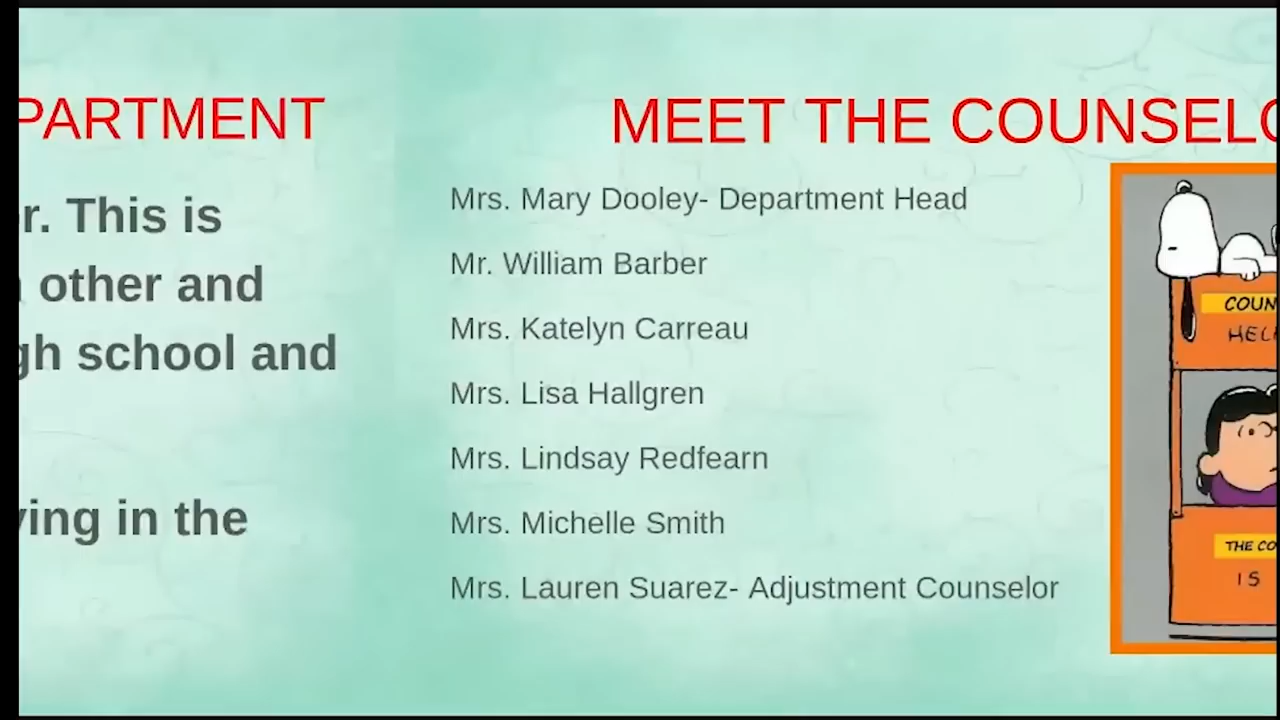 PARTMENT
r. This is
other and
gh school and
ving in the
MEET THE COUNSELO
Mrs. Mary Dooley- Department Head
Mr. William Barber
Mrs. Katelyn Carreau
Mrs. Lisa Hallgren
Mrs. Lindsay Redfearn
Mrs. Michelle Smith
Mrs. Lauren Suarez- Adjustment Counselor
COUN
HEL
THE CO
IS